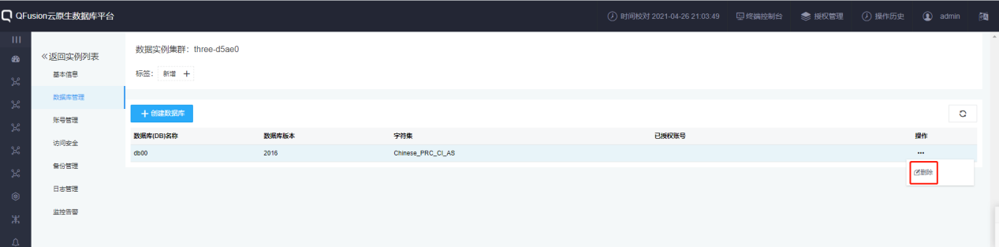 QFusion云原生数据库平台
时间校对 2021-04-26 21:03:49 终端控制台 授权管理 操作历史 admin
返回实例列表
基本信息
数据库管理
账号管理
访问安全
备份管理
日志管理
监控告警
数据实例集群：three-d5ae0
标签： 新增 +
+ 创建数据库
数据库(DB)名称 数据库版本 字符集 已授权账号 操作
db00 2016 Chinese_PRC_CI_AS •••
删除